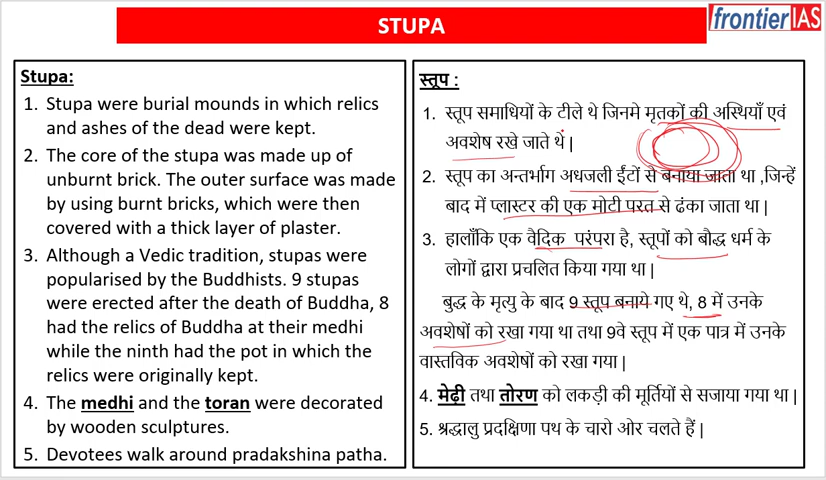 STUPA
frontierIAS
Stupa:
1. Stupa were burial mounds in which relics
and ashes of the dead were kept.
2. The core of the stupa was made up of
unburnt brick. The outer surface was made
by using burnt bricks, which were then
covered with a thick layer of plaster.
3. Although a Vedic tradition, stupas were
popularised by the Buddhists. 9 stupas
were erected after the death of Buddha, 8
had the relics of Buddha at their medhi
while the ninth had the pot in which the
relics were originally kept.
4. The medhi and the toran were decorated
by wooden sculptures.
5. Devotees walk around pradakshina patha.
स्तूप :
1. स्तूप समाधियों के टीले थे जिनमे मृतकों की अस्थियाँ एवं
अवशेष रखे जाते थे|
2. स्तूप का अन्तर्भाग अधजली ईंटों से बनाया जाता था ,जिन्हें
बाद में प्लास्टर की एक मोटी परत से ढंका जाता था|
3. हालाँकि एक वैदिक परंपरा है, स्तूपों को बौद्ध धर्म के
लोगों द्वारा प्रचलित किया गया था|
बुद्ध के मृत्यु के बाद 9 स्तूप बनाये गए थे, 8 में उनके
अवशेषों को रखा गया था तथा 9वे स्तूप में एक पात्र में उनके
वास्तविक अवशेषों को रखा गया|
4. मेढ़ी तथा तोरण को लकड़ी की मूर्तियों से सजाया गया था|
5. श्रद्धालु प्रदक्षिणा पथ के चारो ओर चलते हैं|